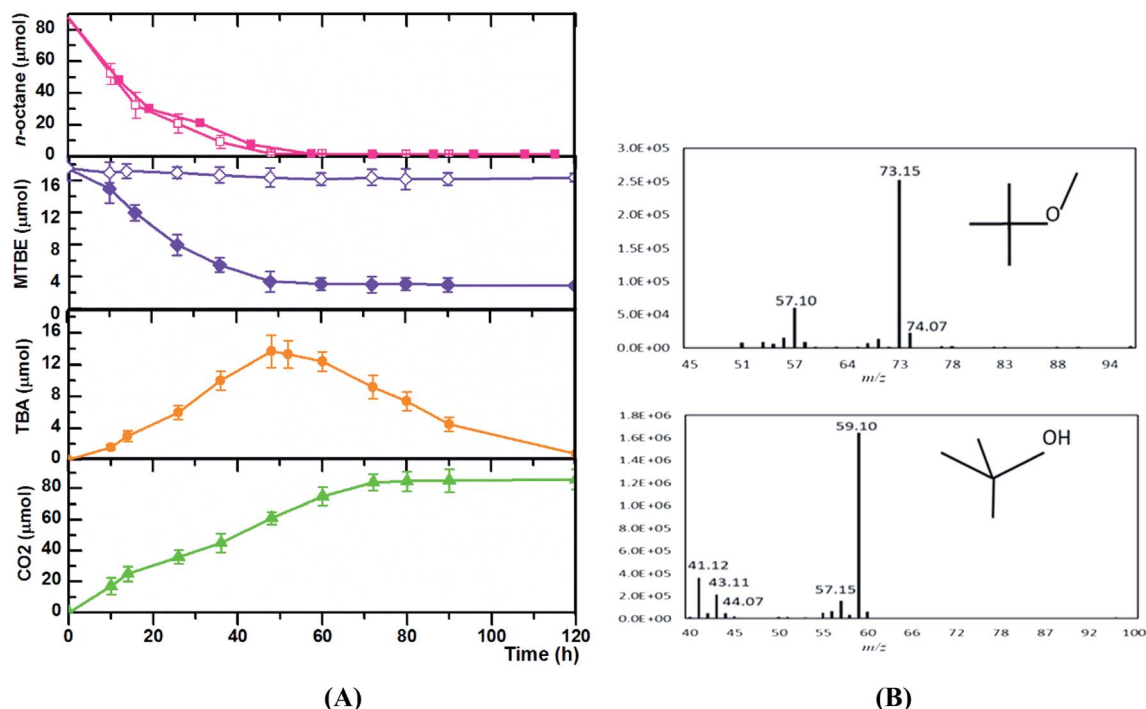 n-octane (µmol)
80
60
40
20
0
MTBE (µmol)
16
12
8
4
0
TBA (µmol)
16
12
8
4
0
CO2 (µmol)
80
60
40
20
0
0 20 40 60 80 100 120
Time (h)
(A)
3.0E+05
2.5E+05
2.0E+05
1.5E+05
1.0E+05
5.0E+04
0.0E+00
73.15
57.10
74.07
O
45 51 57 64 73 78 83 88 94
m/z
1.8E+06
1.6E+06
1.4E+06
1.2E+06
1.0E+06
8.0E+05
6.0E+05
4.0E+05
2.0E+05
0.0E+00
59.10
OH
41.12
43.11
44.07
57.15
40 45 50 55 60 66 72 77 87 100
m/z
(B)